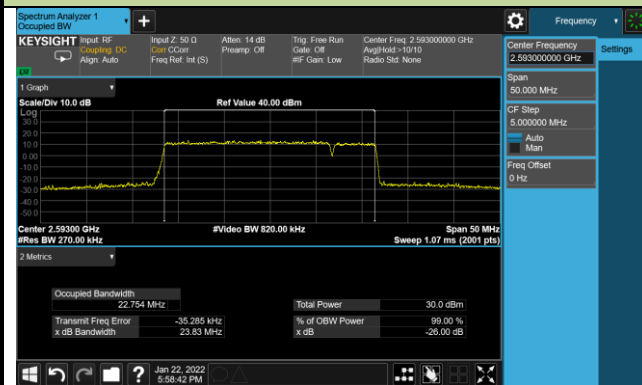 Spectrum Analyzer 1
Occupied BW
Frequency
KEYSIGHT
Input: RF
Coupling: DC
Align: Auto
Input Z: 50 Ω
Corr CCorr
Freq Ref: Int (S)
Atten: 14 dB
Preamp: Off
Trig: Free Run
Gate: Off
#IF Gain: Low
Center Freq: 2.593000000 GHz
Avg|Hold:>10/10
Radio Std: None
Center Frequency
2.593000000 GHz
Settings
Span
50.000 MHz
CF Step
5.000000 MHz
Auto
Man
Freq Offset
0 Hz
1 Graph
Scale/Div 10.0 dB
Ref Value 40.00 dBm
Log
30.0
20.0
10.0
0.00
-10.0
-20.0
-30.0
-40.0
-50.0
Center 2.59300 GHz
#Video BW 820.00 kHz
Span 50 MHz
#Res BW 270.00 kHz
Sweep 1.07 ms (2001 pts)
2 Metrics
Occupied Bandwidth
22.754 MHz
Total Power 30.0 dBm
Transmit Freq Error -35.285 kHz
% of OBW Power 99.00 %
x dB Bandwidth 23.83 MHz
x dB -26.00 dB
?
Jan 22, 2022
5:58:42 PM